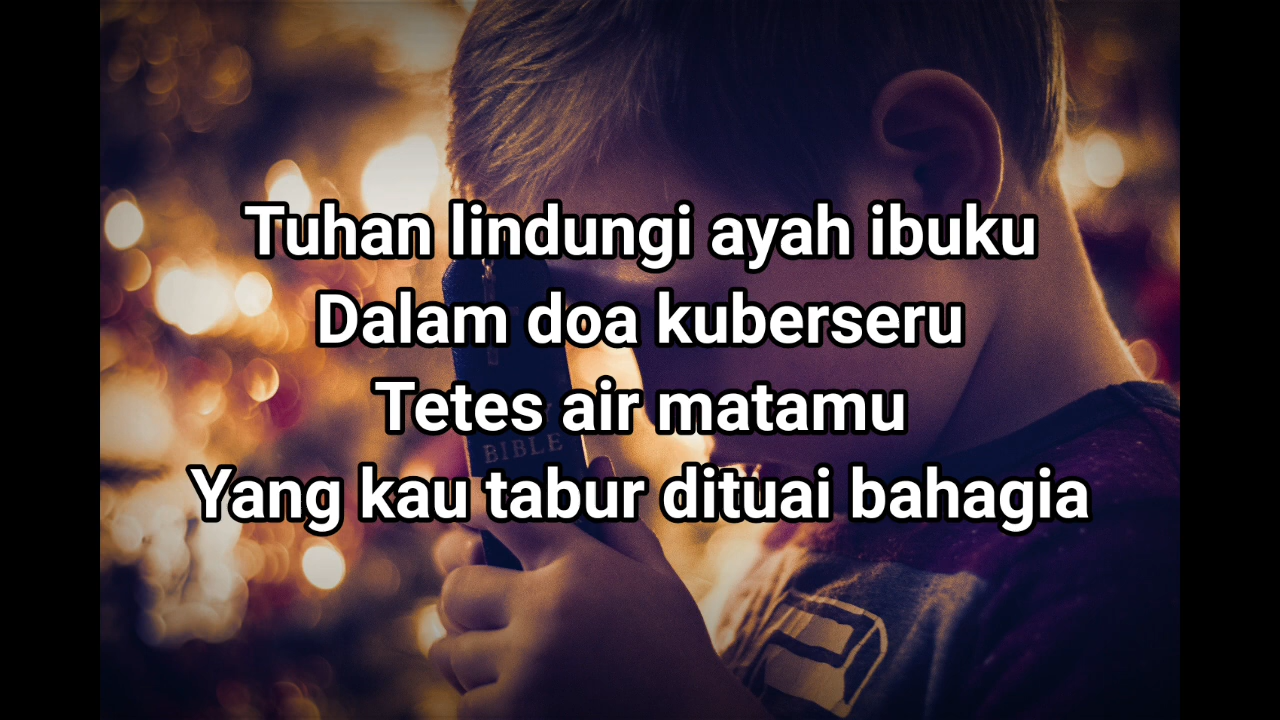 Tuhan lindungi ayah ibuku
Dalam doa kuberseru
Tetes air matamu
Yang kau tabur dituai bahagia
BIBLE